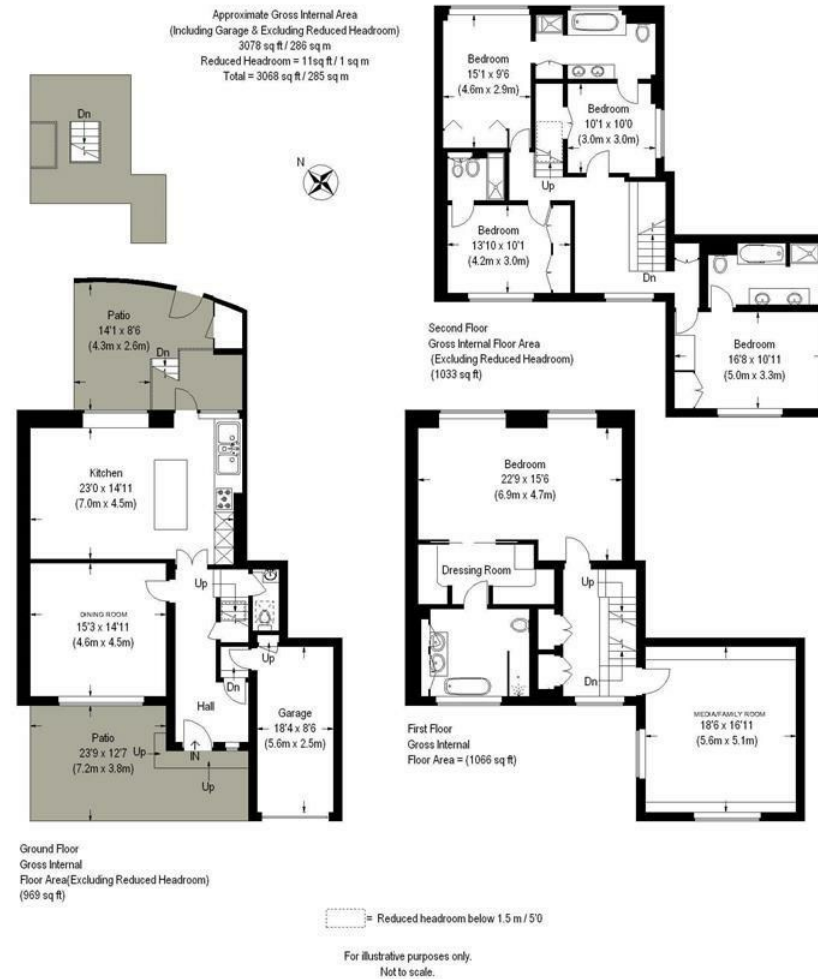 Approximate Gross Internal Area
(Including Garage & Excluding Reduced Headroom)
3078 sq ft / 286 sq m
Reduced Headroom = 11sq ft / 1 sq m
Total = 3068 sq ft / 285 sq m
Dn
N
Bedroom
15'1 x 9'6
(4.6m x 2.9m)
Bedroom
10'1 x 10'0
(3.0m x 3.0m)
Up
Bedroom
13'10 x 10'1
(4.2m x 3.0m)
Dn
Bedroom
16'8 x 10'11
(5.0m x 3.3m)
Second Floor
Gross Internal Floor Area
(Excluding Reduced Headroom)
(1033 sq ft)
Patio
14'1 x 8'6
(4.3m x 2.6m)
Dn
Kitchen
23'0 x 14'11
(7.0m x 4.5m)
Up
DINING ROOM
15'3 x 14'11
(4.6m x 4.5m)
Up
Dn
Hall
Garage
18'4 x 8'6
(5.6m x 2.5m)
Patio
23'9 x 12'7
(7.2m x 3.8m)
Up
IN
Up
Ground Floor
Gross Internal
Floor Area(Excluding Reduced Headroom)
(969 sq ft)
Bedroom
22'9 x 15'6
(6.9m x 4.7m)
Dressing Room
Up
Dn
MEDIA/FAMILY ROOM
18'6 x 16'11
(5.6m x 5.1m)
First Floor
Gross Internal
Floor Area = (1066 sq ft)
= Reduced headroom below 1.5 m / 5'0
For illustrative purposes only.
Not to scale.